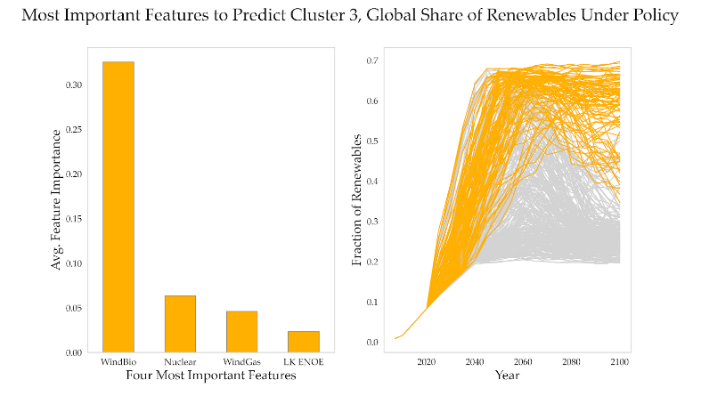 Most Important Features to Predict Cluster 3, Global Share of Renewables Under Policy
Avg. Feature Importance
0.30
0.25
0.20
0.15
0.10
0.05
0.00
WindBio Nuclear WindGas LK ENOE
Four Most Important Features
Fraction of Renewables
0.7
0.6
0.5
0.4
0.3
0.2
0.1
0.0
2020 2040 2060 2080 2100
Year